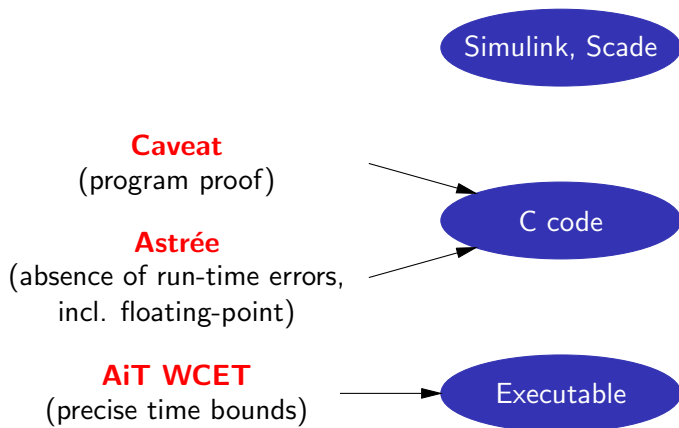 Simulink, Scade
Caveat
(program proof)
C code
Astrée
(absence of run-time errors,
incl. floating-point)
AiT WCET
(precise time bounds)
Executable